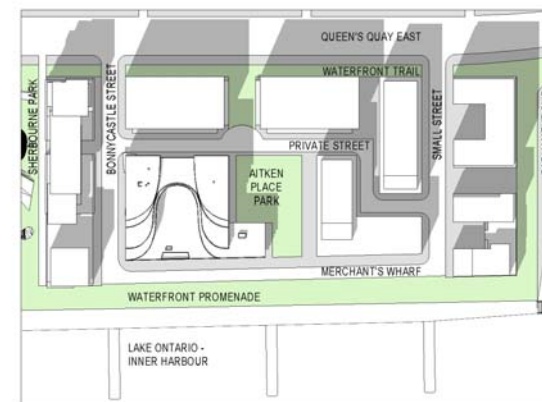 QUEEN'S QUAY EAST
WATERFRONT TRAIL
SHERBOURNE PARK
BONNYCASTLE STREET
SMALL STREET
PRIVATE STREET
AITKEN
PLACE
PARK
MERCHANT'S WHARF
WATERFRONT PROMENADE
LAKE ONTARIO -
INNER HARBOUR